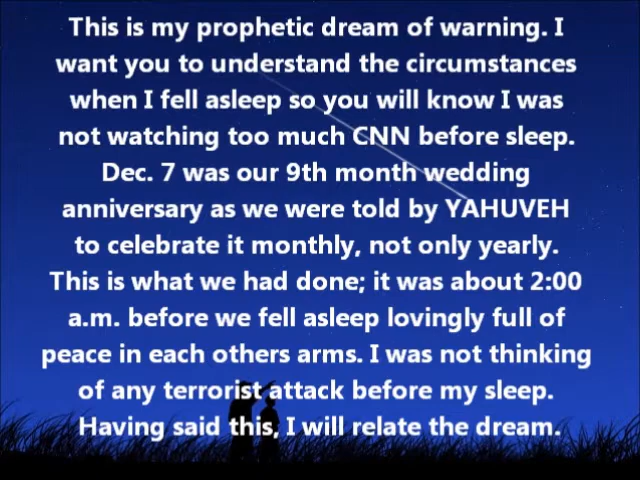 This is my prophetic dream of warning. I
want you to understand the circumstances
when I fell asleep so you will know I was
not watching too much CNN before sleep.
Dec. 7 was our 9th month wedding
anniversary as we were told by YAHUVEH
to celebrate it monthly, not only yearly.
This is what we had done; it was about 2:00
a.m. before we fell asleep lovingly full of
peace in each others arms. I was not thinking
of any terrorist attack before my sleep.
Having said this, I will relate the dream.